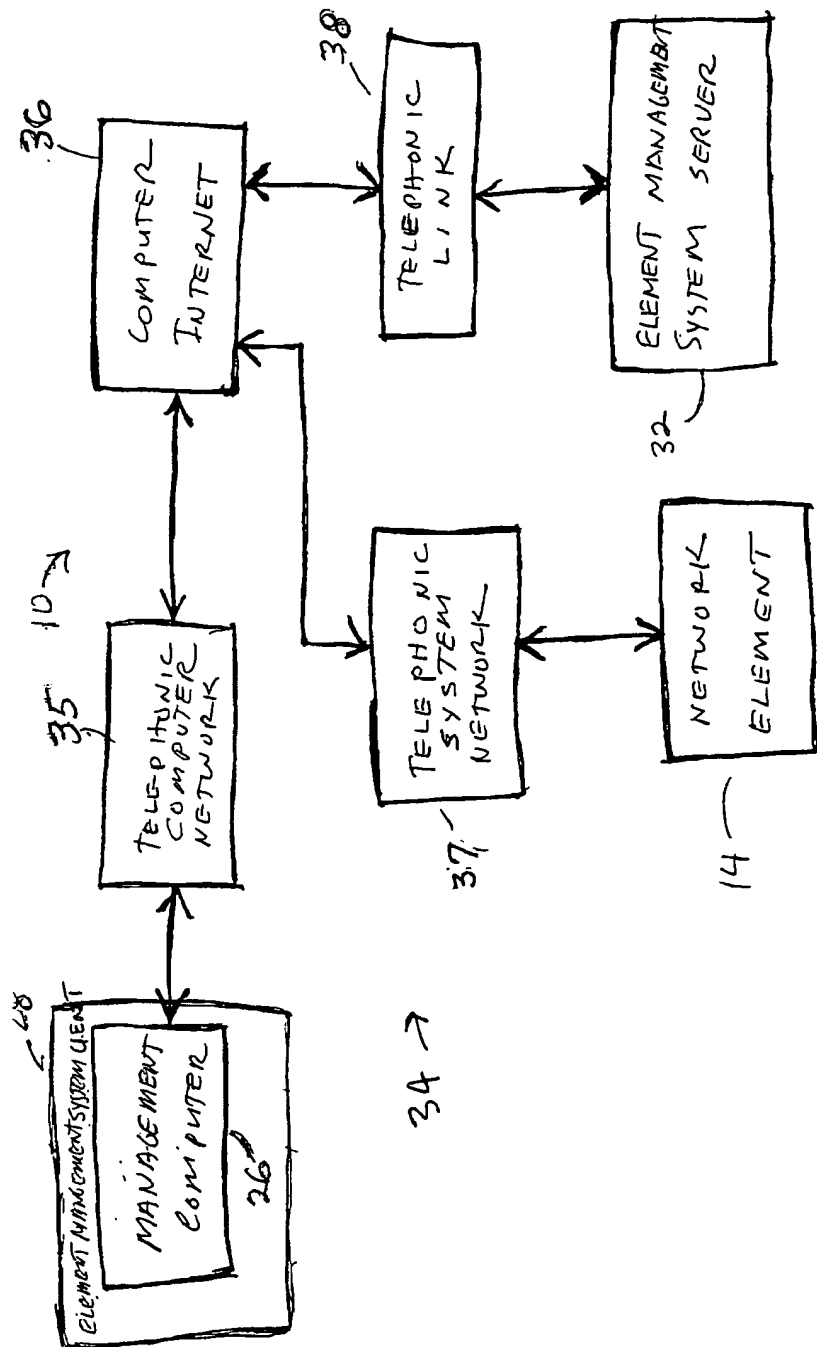 ELEMENT MANAGEMENT SYSTEM CLIENT
MANAGEMENT
COMPUTER
26
10
35
TELEPHONIC
COMPUTER
NETWORK
36
COMPUTER
INTERNET
34
37
TELEPHONIC
SYSTEM
NETWORK
38
TELEPHONIC
LINK
14
NETWORK
ELEMENT
32
ELEMENT MANAGEMENT
SYSTEM SERVER